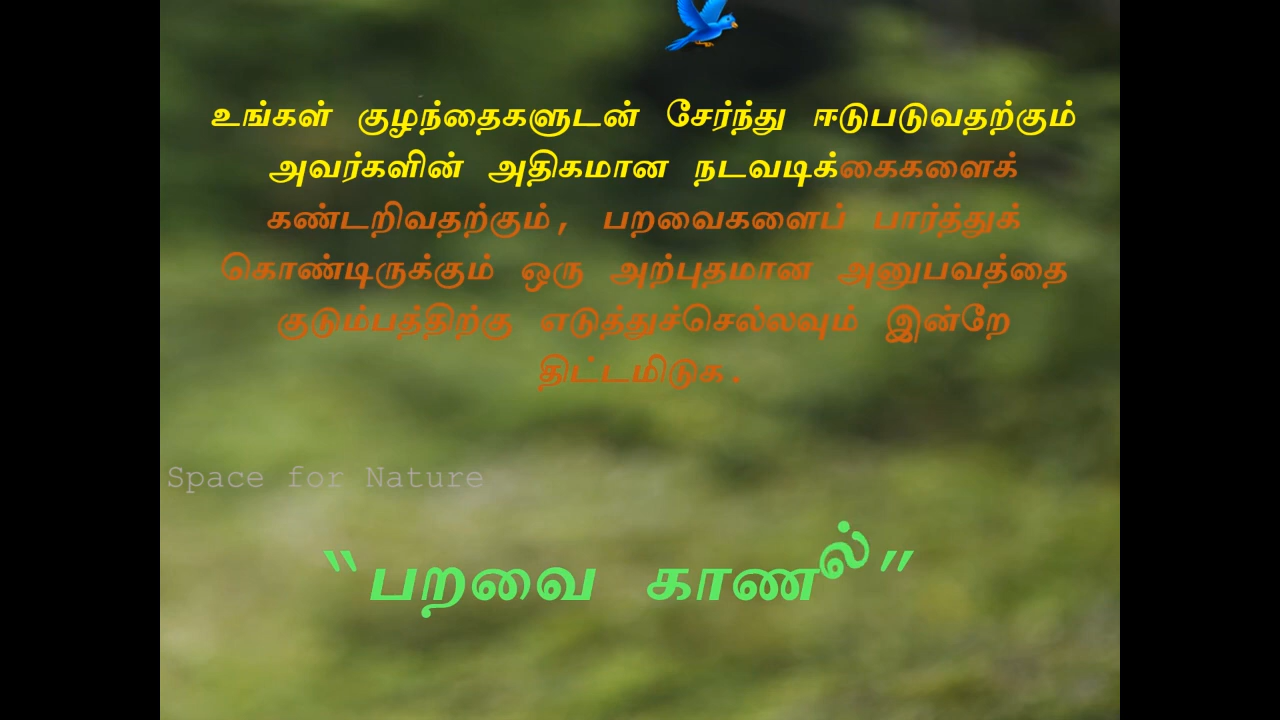 உங்கள் குழந்தைகளுடன் சேர்ந்து ஈடுபடுவதற்கும்
அவர்களின் அதிகமான நடவடிக்கைகளைக்
கண்டறிவதற்கும், பறவைகளைப் பார்த்துக்
கொண்டிருக்கும் ஒரு அற்புதமான அனுபவத்தை
குடும்பத்திற்கு எடுத்துச்செல்லவும் இன்றே
திட்டமிடுக.
Space for Nature
“பறவை காணல்”